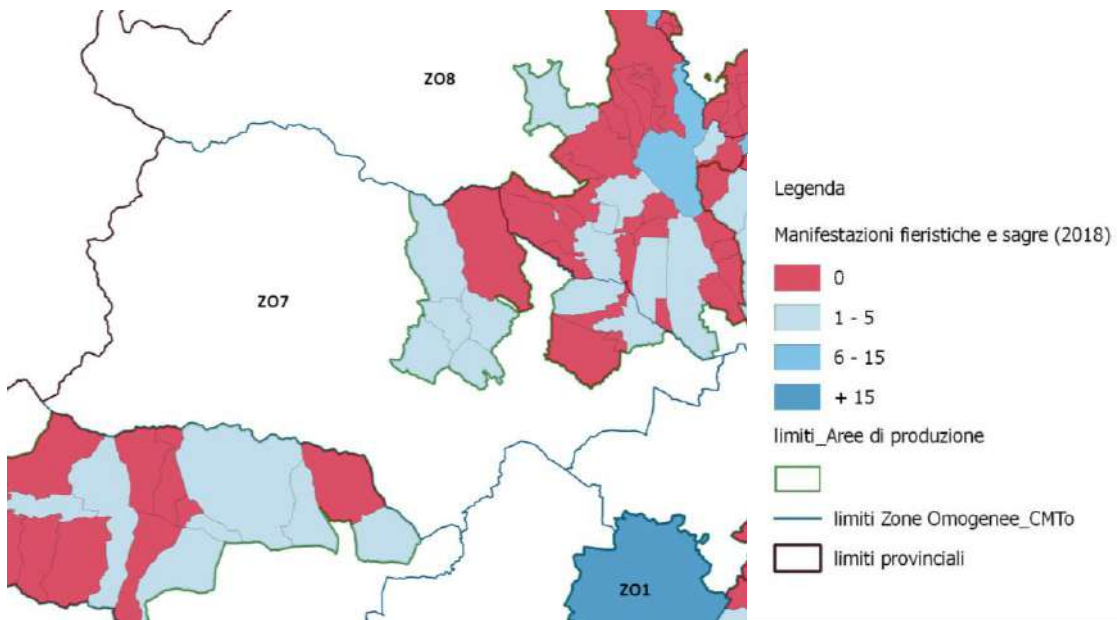 ZO8
ZO7
ZO1
Legenda
Manifestazioni fieristiche e sagre (2018)
0
1 - 5
6 - 15
+ 15
limiti_Aree di produzione
limiti Zone Omogenee_CMTo
limiti provinciali